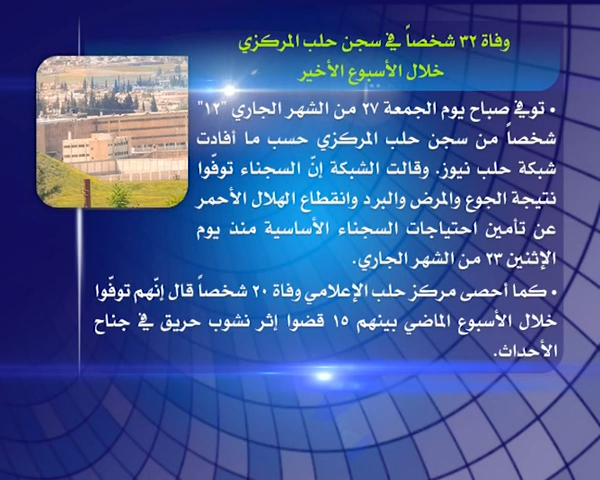 وفاة ٣٢ شخصاً في سجن حلب المركزي
خلال الأسبوع الأخير
• توفي صباح يوم الجمعة ٢٧ من الشهر الجاري "١٢"
شخصاً من سجن حلب المركزي حسب ما أفادت
شبكة حلب نيوز. وقالت الشبكة إنّ السجناء توفّوا
نتيجة الجوع والمرض والبرد وانقطاع الهلال الأحمر
عن تأمين احتياجات السجناء الأساسية منذ يوم
الإثنين ٢٣ من الشهر الجاري.
• كما أحصى مركز حلب الإعلامي وفاة ٢٠ شخصاً قال إنّهم توفّوا
خلال الأسبوع الماضي بينهم ١٥ قضوا إثر نشوب حريق في جناح
الأحداث.